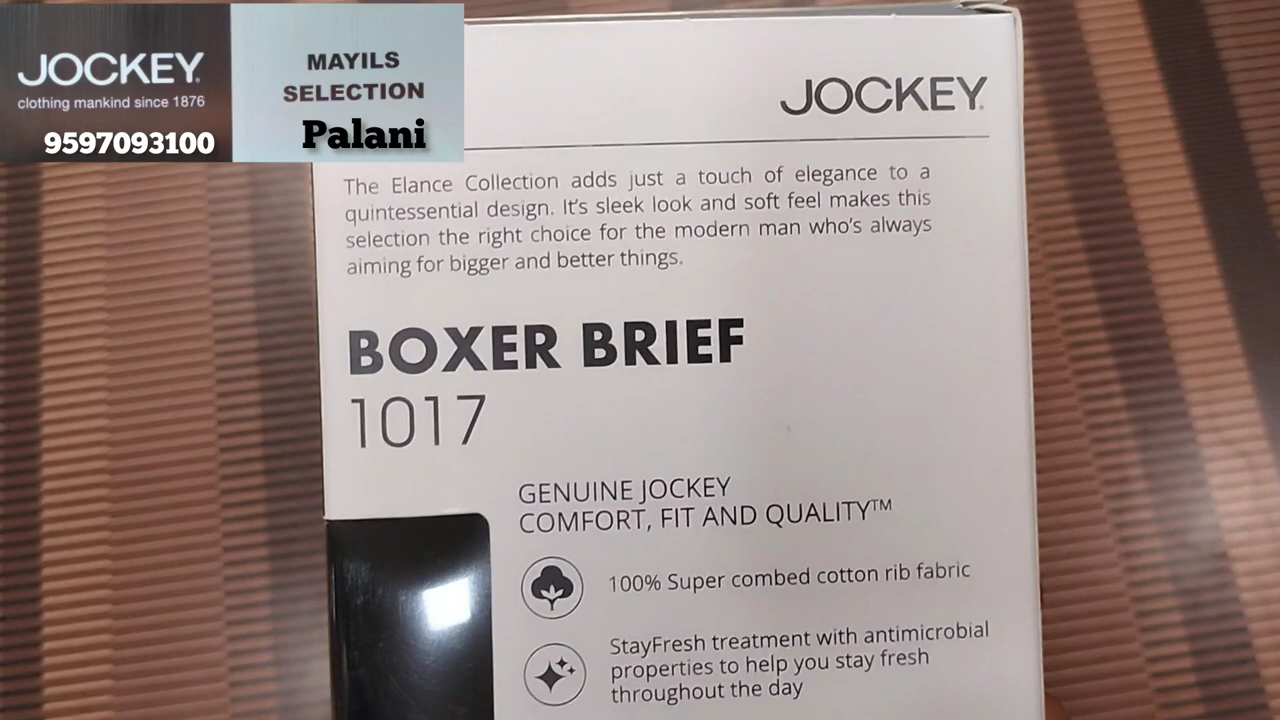 JOCKEY®
clothing mankind since 1876
9597093100
MAYILS
SELECTION
Palani
JOCKEY®
The Elance Collection adds just a touch of elegance to a
quintessential design. It's sleek look and soft feel makes this
selection the right choice for the modern man who's always
aiming for bigger and better things.
BOXER BRIEF
1017
GENUINE JOCKEY
COMFORT, FIT AND QUALITY™
100% Super combed cotton rib fabric
StayFresh treatment with antimicrobial
properties to help you stay fresh
throughout the day